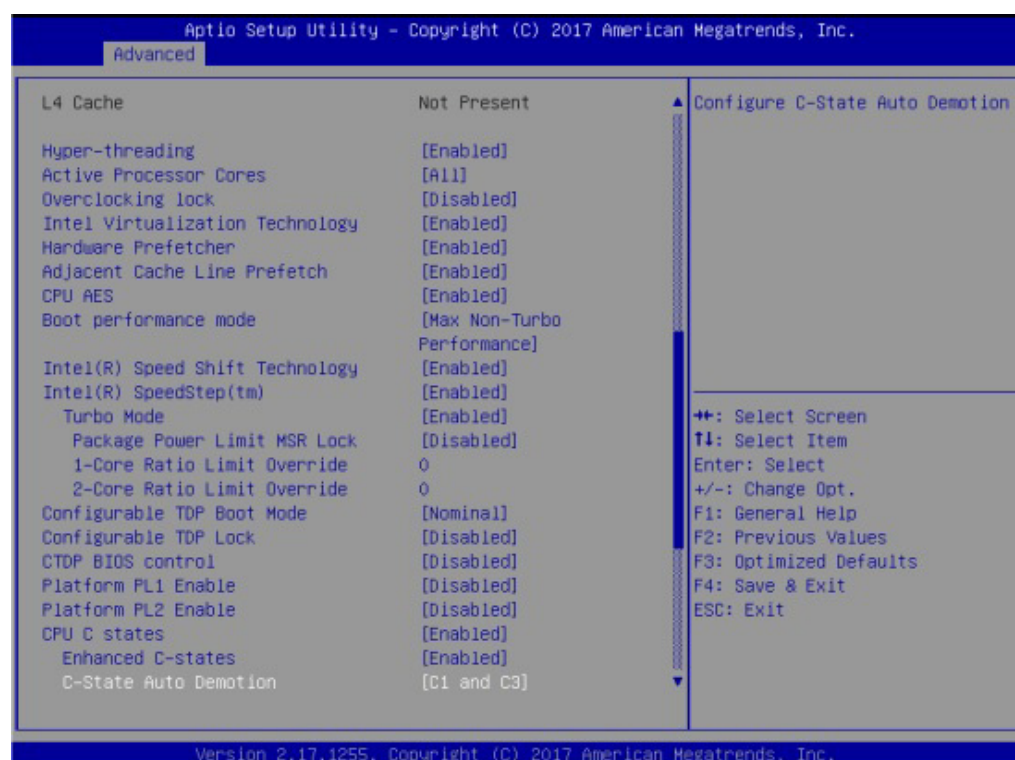 Aptio Setup Utility - Copyright (C) 2017 American Megatrends, Inc.
Advanced
L4 Cache Not Present
Hyper-threading [Enabled]
Active Processor Cores [All]
Overclocking lock [Disabled]
Intel Virtualization Technology [Enabled]
Hardware Prefetcher [Enabled]
Adjacent Cache Line Prefetch [Enabled]
CPU AES [Enabled]
Boot performance mode [Max Non-Turbo
Performance]
Intel(R) Speed Shift Technology [Enabled]
Intel(R) SpeedStep(tm) [Enabled]
Turbo Mode [Enabled]
Package Power Limit MSR Lock [Disabled]
1-Core Ratio Limit Override 0
2-Core Ratio Limit Override 0
Configurable TDP Boot Mode [Nominal]
Configurable TDP Lock [Disabled]
CTDP BIOS control [Disabled]
Platform PL1 Enable [Disabled]
Platform PL2 Enable [Disabled]
CPU C states [Enabled]
Enhanced C-states [Enabled]
C-State Auto Demotion [C1 and C3]
Configure C-State Auto Demotion
→←: Select Screen
↑↓: Select Item
Enter: Select
+/-: Change Opt.
F1: General Help
F2: Previous Values
F3: Optimized Defaults
F4: Save & Exit
ESC: Exit
Version 2.17.1255. Copyright (C) 2017 American Megatrends, Inc.